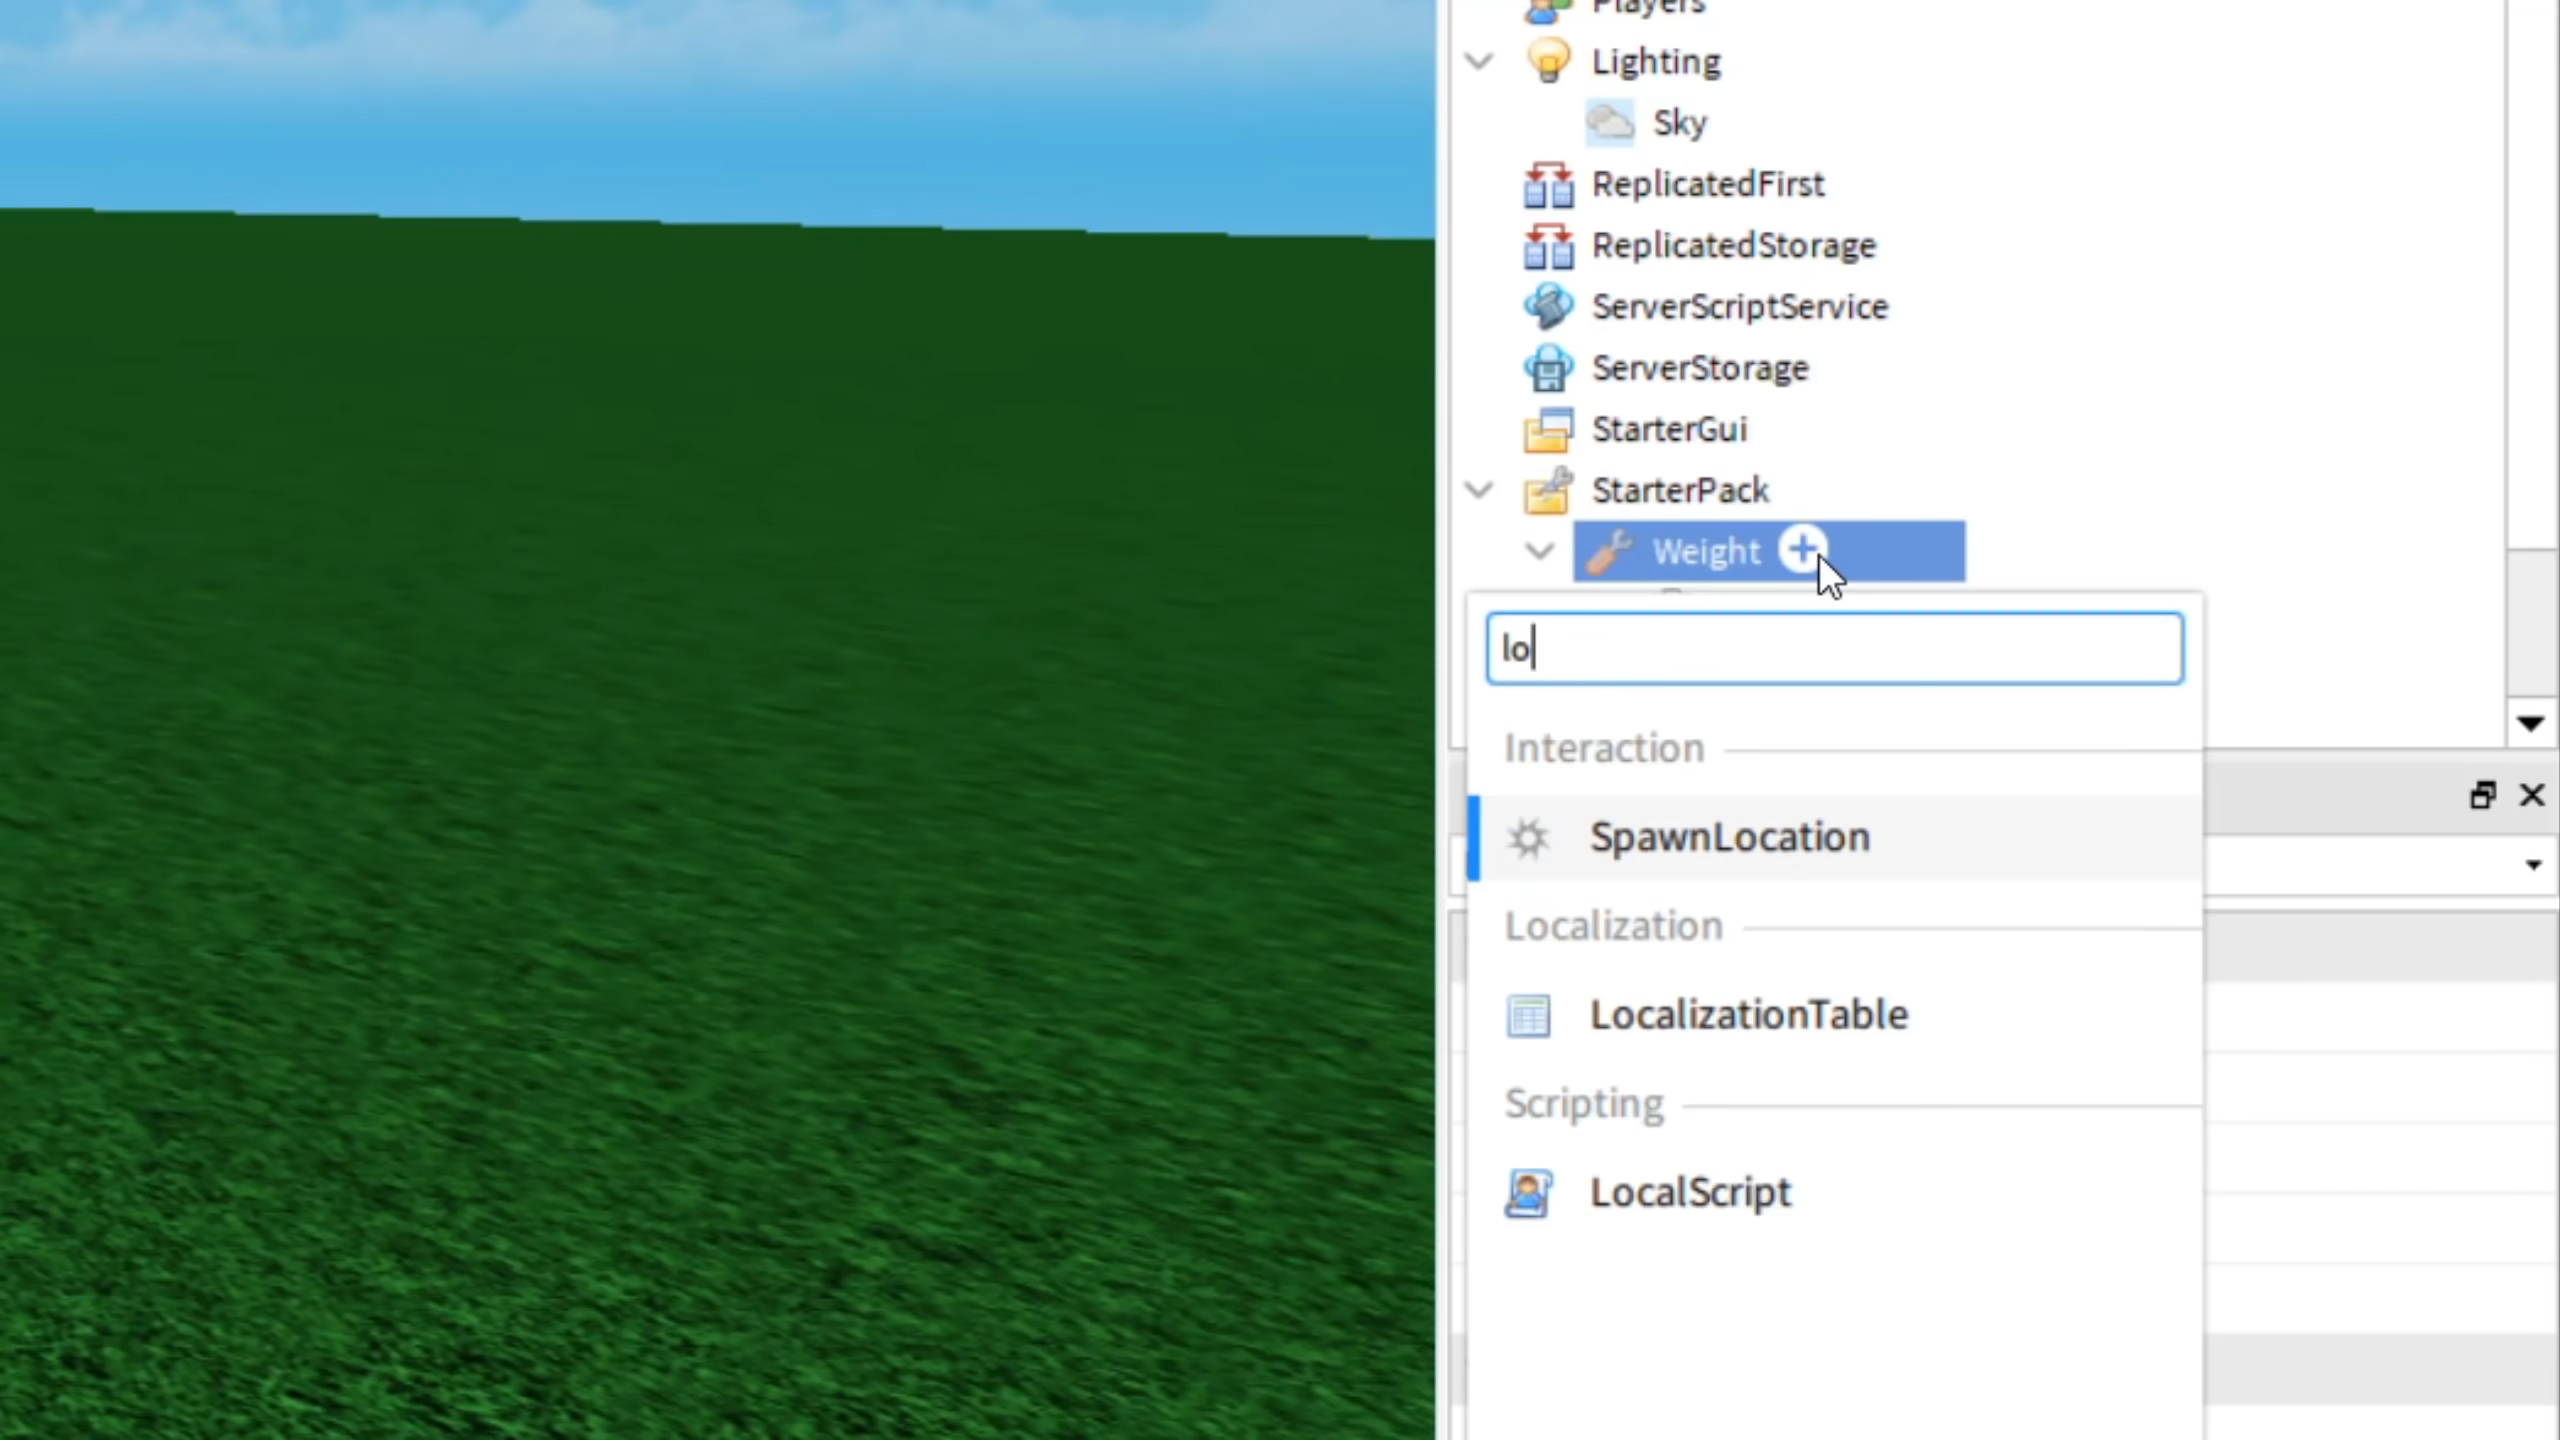 Players
Lighting
Sky
ReplicatedFirst
ReplicatedStorage
ServerScriptService
ServerStorage
StarterGui
StarterPack
Weight
lo
Interaction
SpawnLocation
Localization
LocalizationTable
Scripting
LocalScript